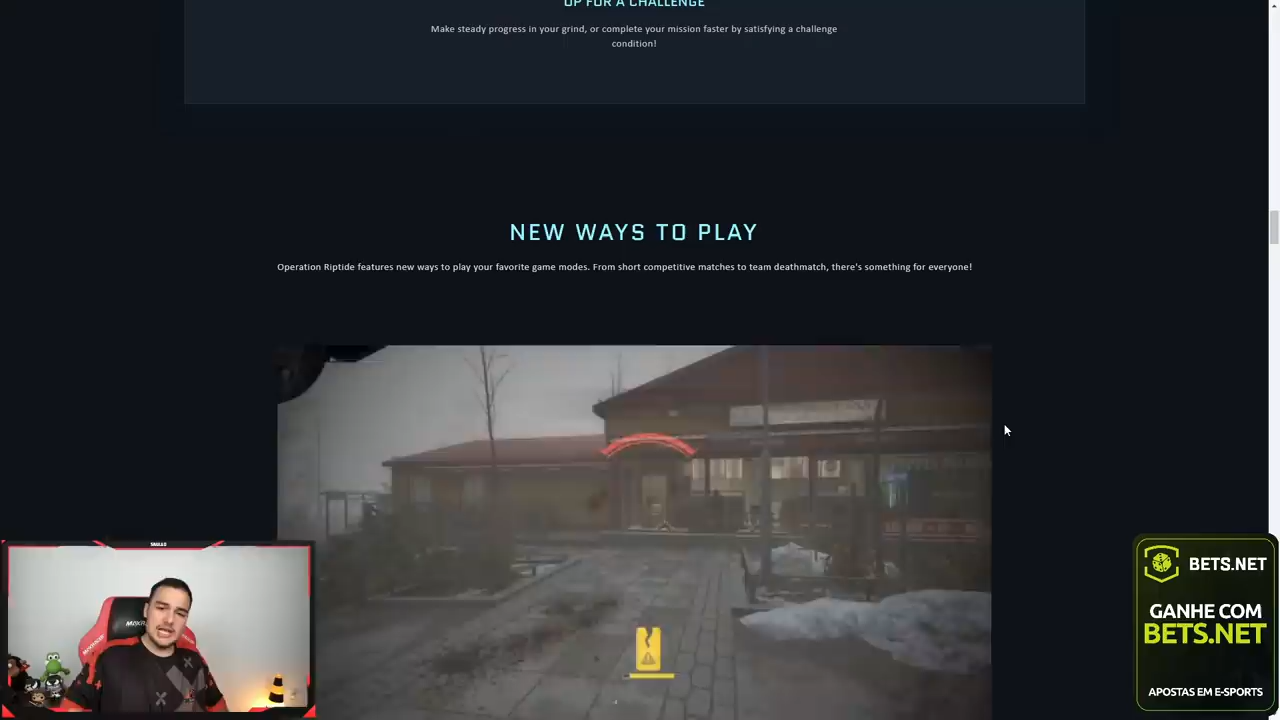 UP FOR A CHALLENGE
Make steady progress in your grind, or complete your mission faster by satisfying a challenge
condition!
NEW WAYS TO PLAY
Operation Riptide features new ways to play your favorite game modes. From short competitive matches to team deathmatch, there's something for everyone!
BETS.NET
GANHE COM
BETS.NET
APOSTAS EM E-SPORTS